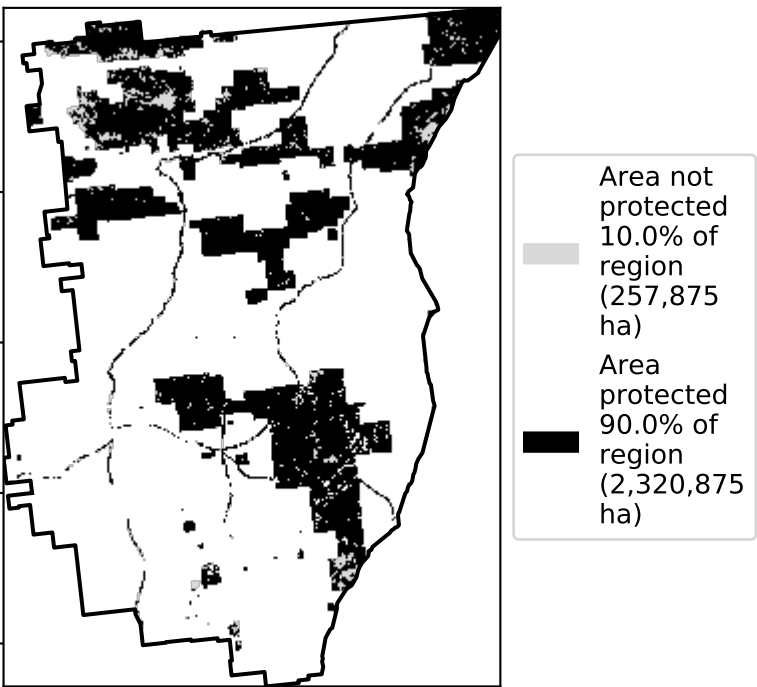 Area not
protected
10.0% of
region
(257,875
ha)
Area
protected
90.0% of
region
(2,320,875
ha)